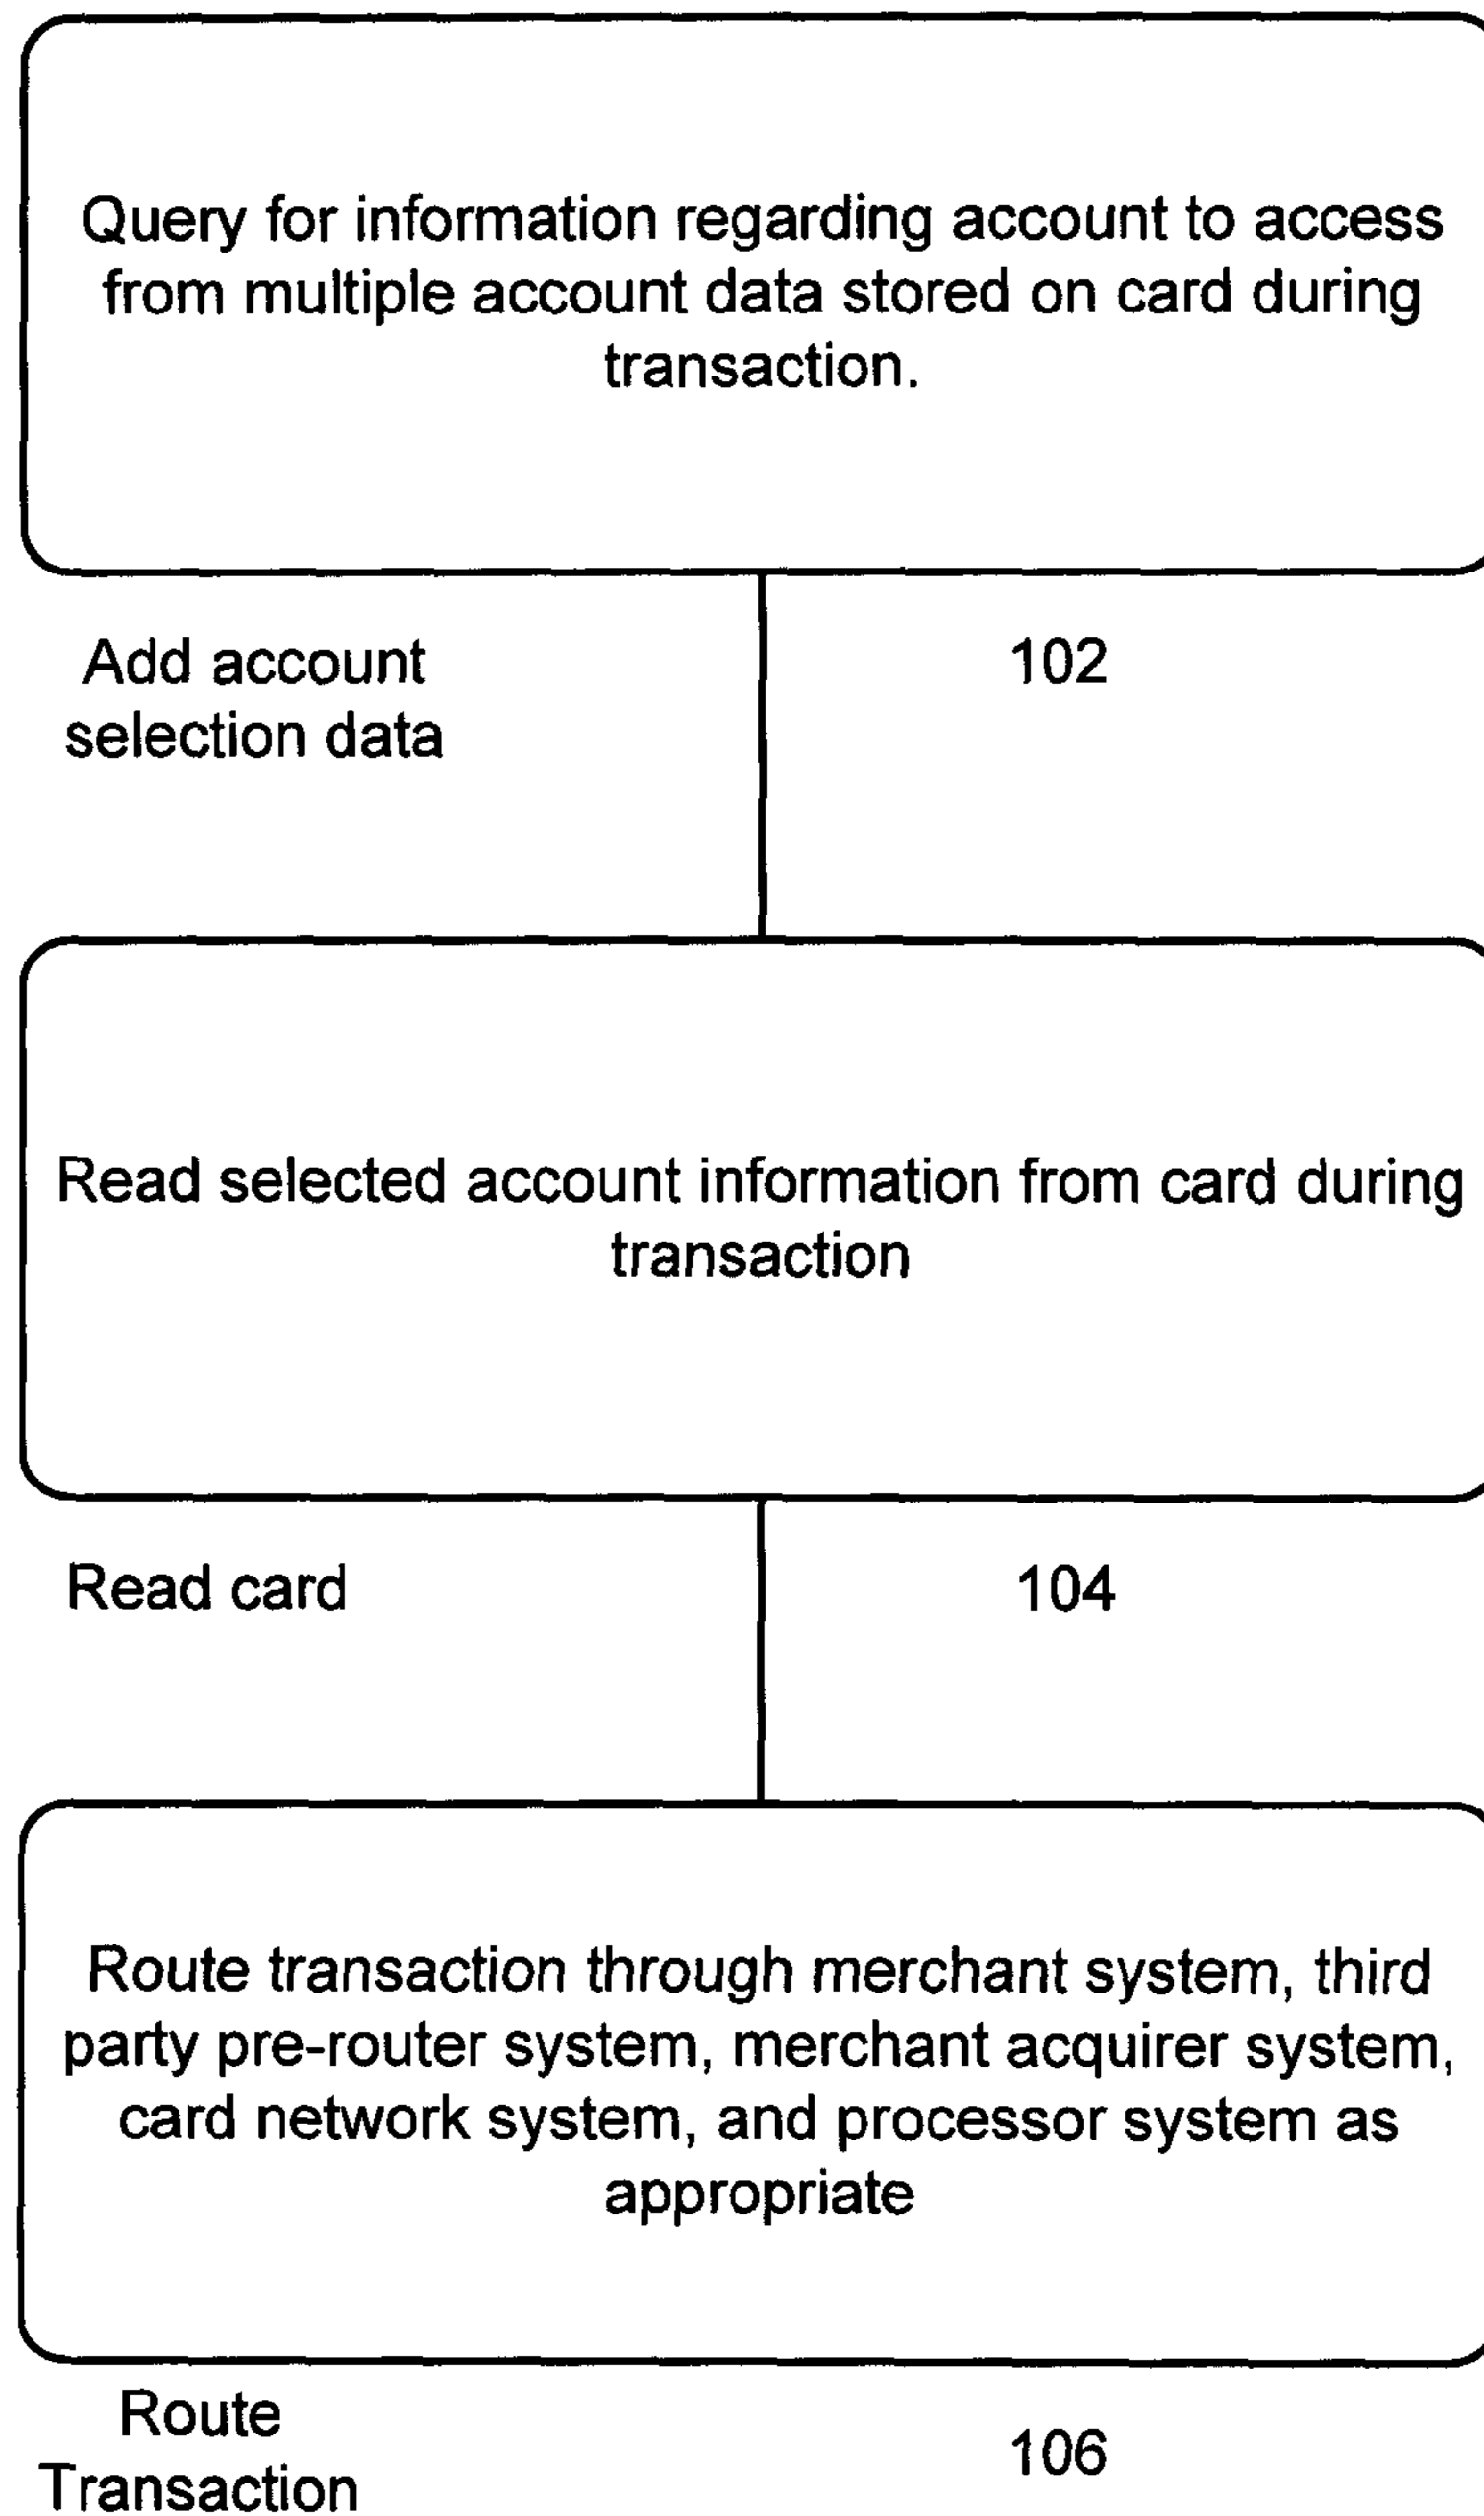 Query for information regarding account to access
from multiple account data stored on card during
transaction.
Add account
selection data
102
Read selected account information from card during
transaction
Read card
104
Route transaction through merchant system, third
party pre-router system, merchant acquirer system,
card network system, and processor system as
appropriate
Route
Transaction
106